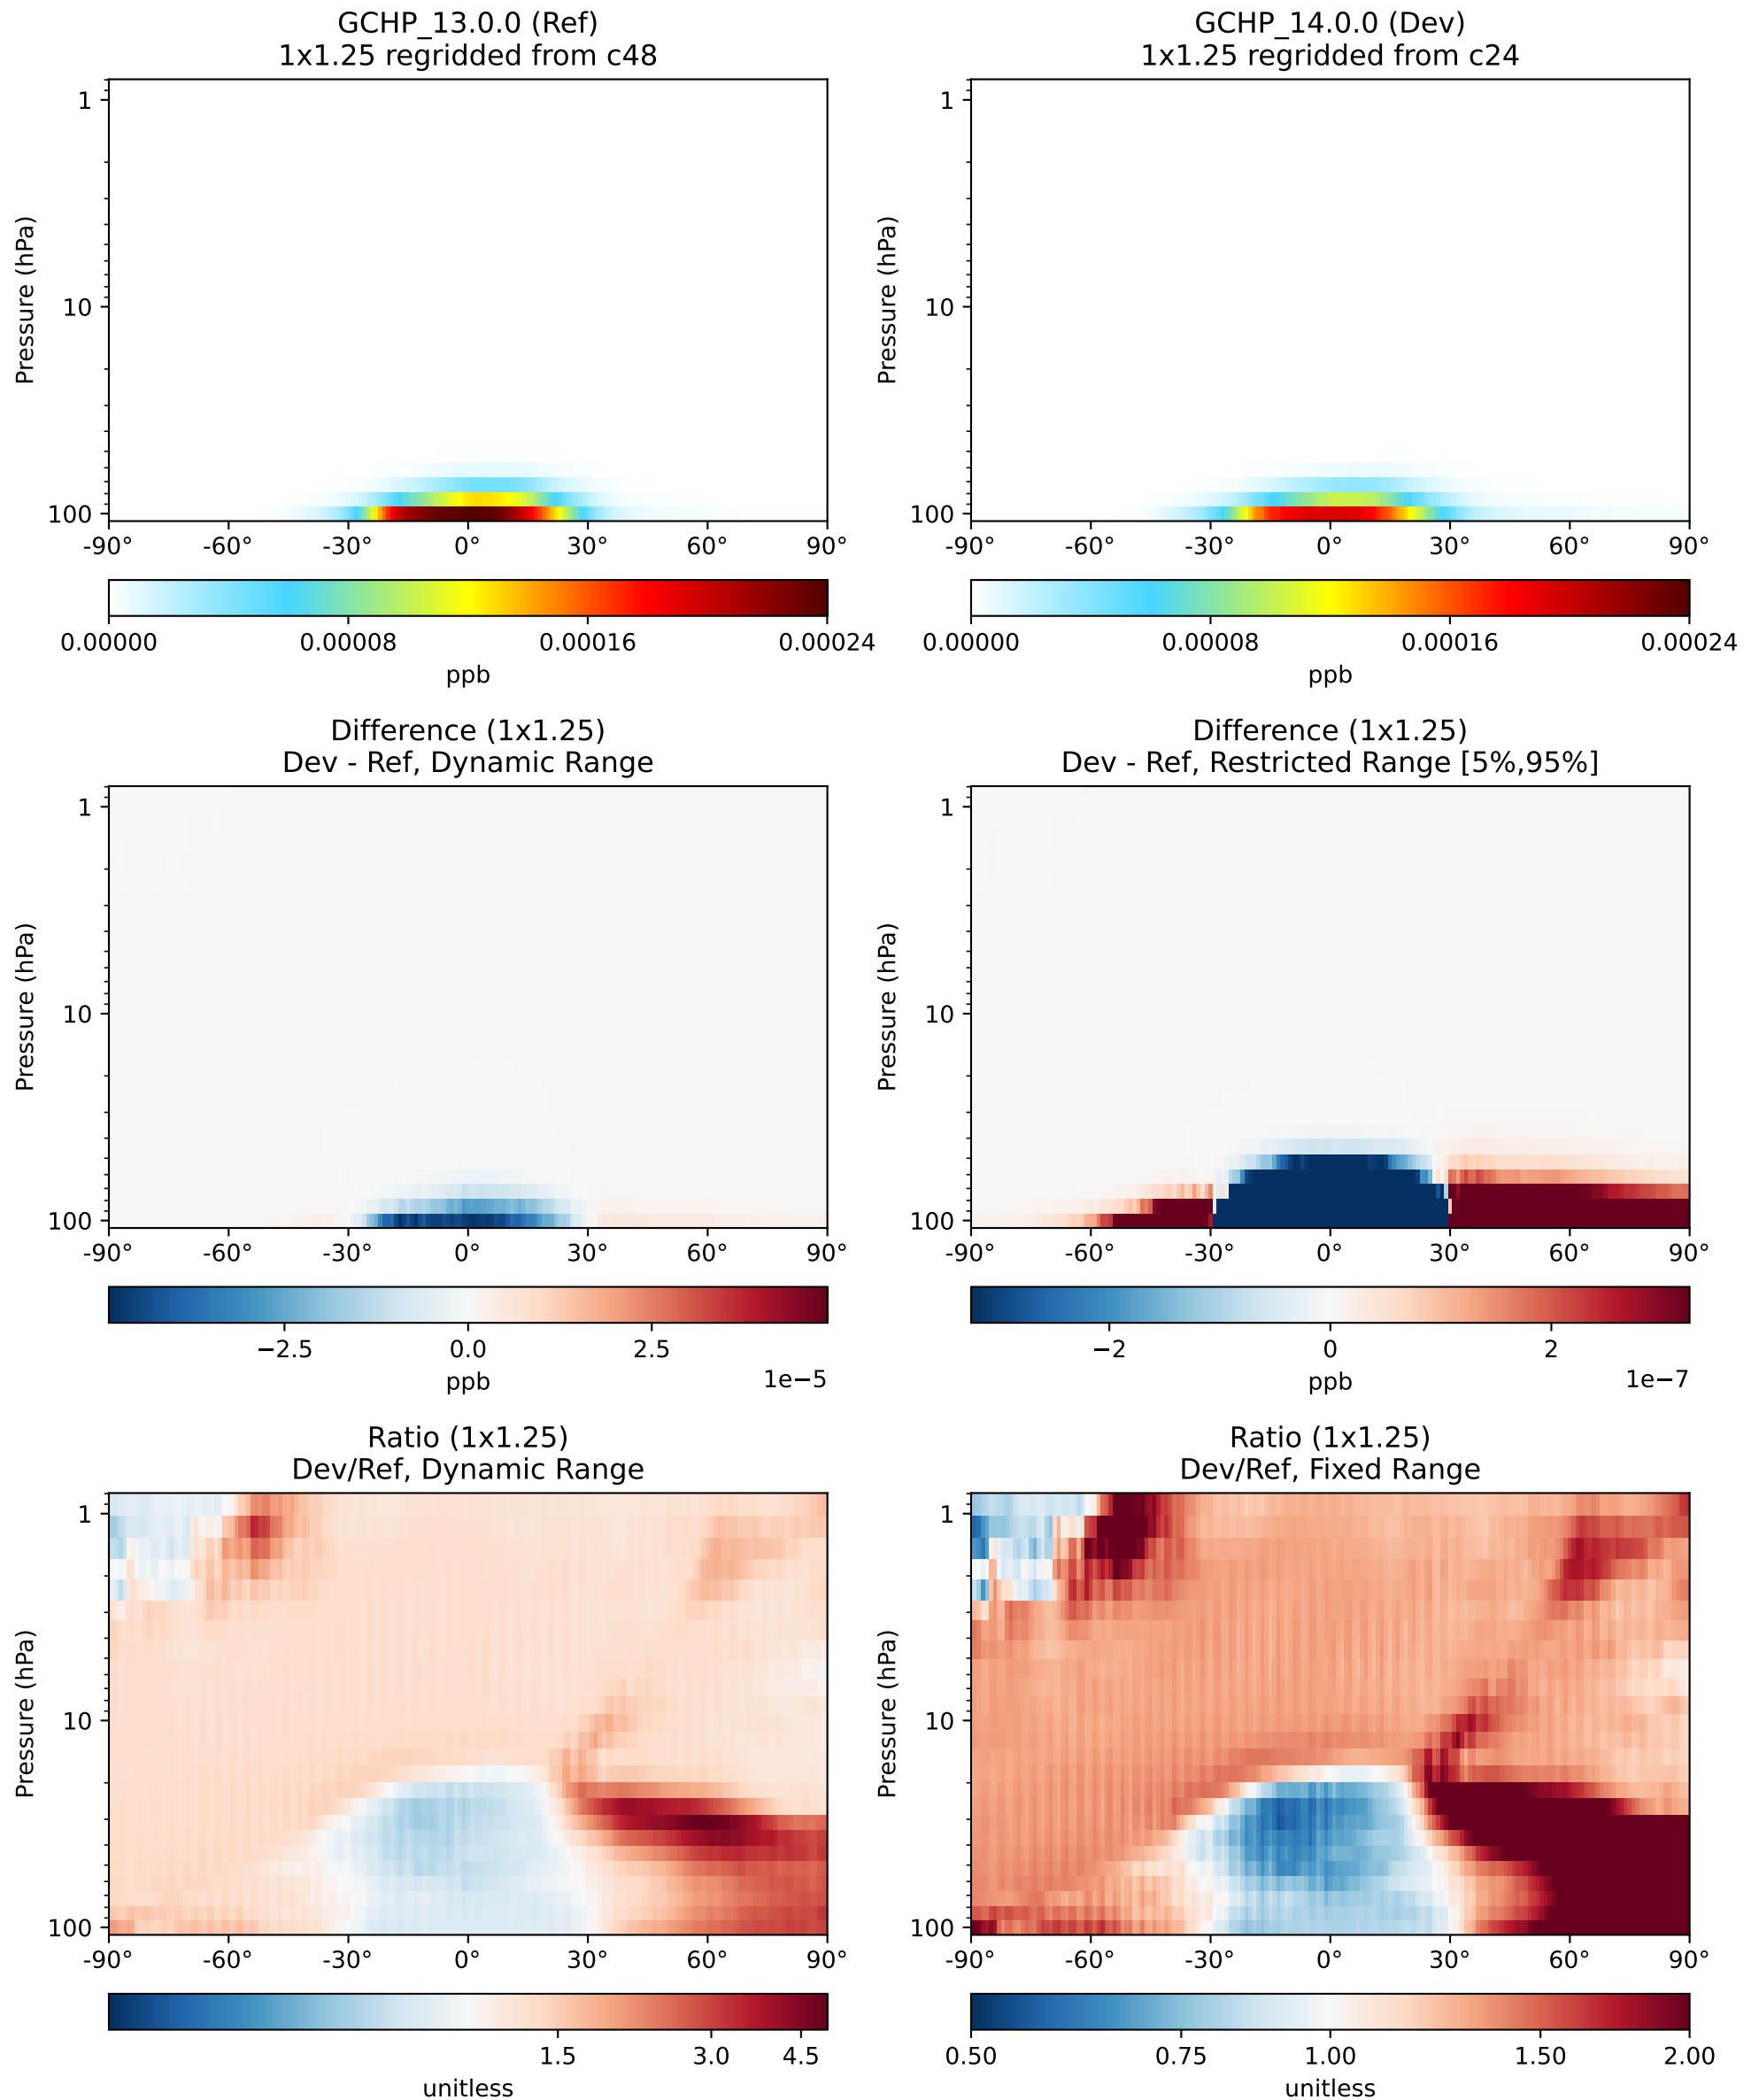 GCHP_13.0.0 (Ref)
1x1.25 regridded from c48
Pressure (hPa)
1
10
100
-90° -60° -30° 0° 30° 60° 90°
0.00000 0.00008 0.00016 0.00024
ppb
GCHP_14.0.0 (Dev)
1x1.25 regridded from c24
Pressure (hPa)
1
10
100
-90° -60° -30° 0° 30° 60° 90°
0.00000 0.00008 0.00016 0.00024
ppb
Difference (1x1.25)
Dev - Ref, Dynamic Range
Pressure (hPa)
1
10
100
-90° -60° -30° 0° 30° 60° 90°
−2.5 0.0 2.5
ppb 1e−5
Difference (1x1.25)
Dev - Ref, Restricted Range [5%,95%]
Pressure (hPa)
1
10
100
-90° -60° -30° 0° 30° 60° 90°
−2 0 2
ppb 1e−7
Ratio (1x1.25)
Dev/Ref, Dynamic Range
Pressure (hPa)
1
10
100
-90° -60° -30° 0° 30° 60° 90°
1.5 3.0 4.5
unitless
Ratio (1x1.25)
Dev/Ref, Fixed Range
Pressure (hPa)
1
10
100
-90° -60° -30° 0° 30° 60° 90°
0.50 0.75 1.00 1.50 2.00
unitless